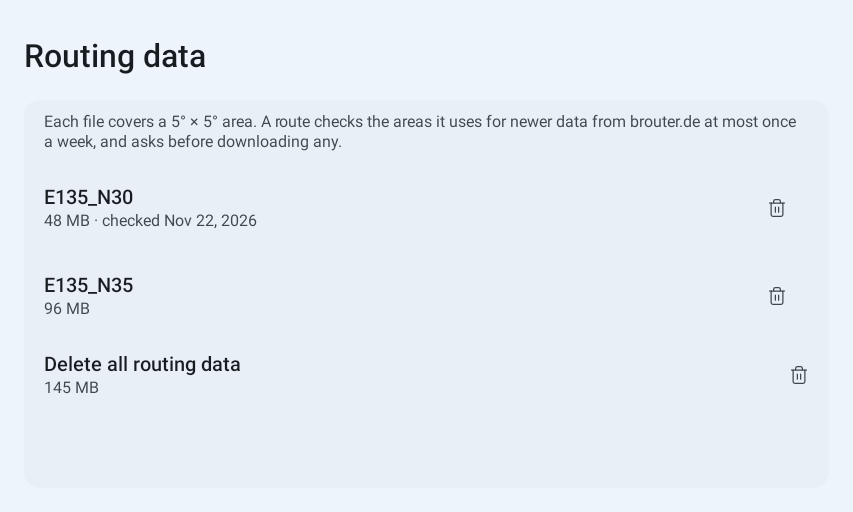 Routing data
Each file covers a 5° × 5° area. A route checks the areas it uses for newer data from brouter.de at most once
a week, and asks before downloading any.
E135_N30
48 MB · checked Nov 22, 2026
E135_N35
96 MB
Delete all routing data
145 MB